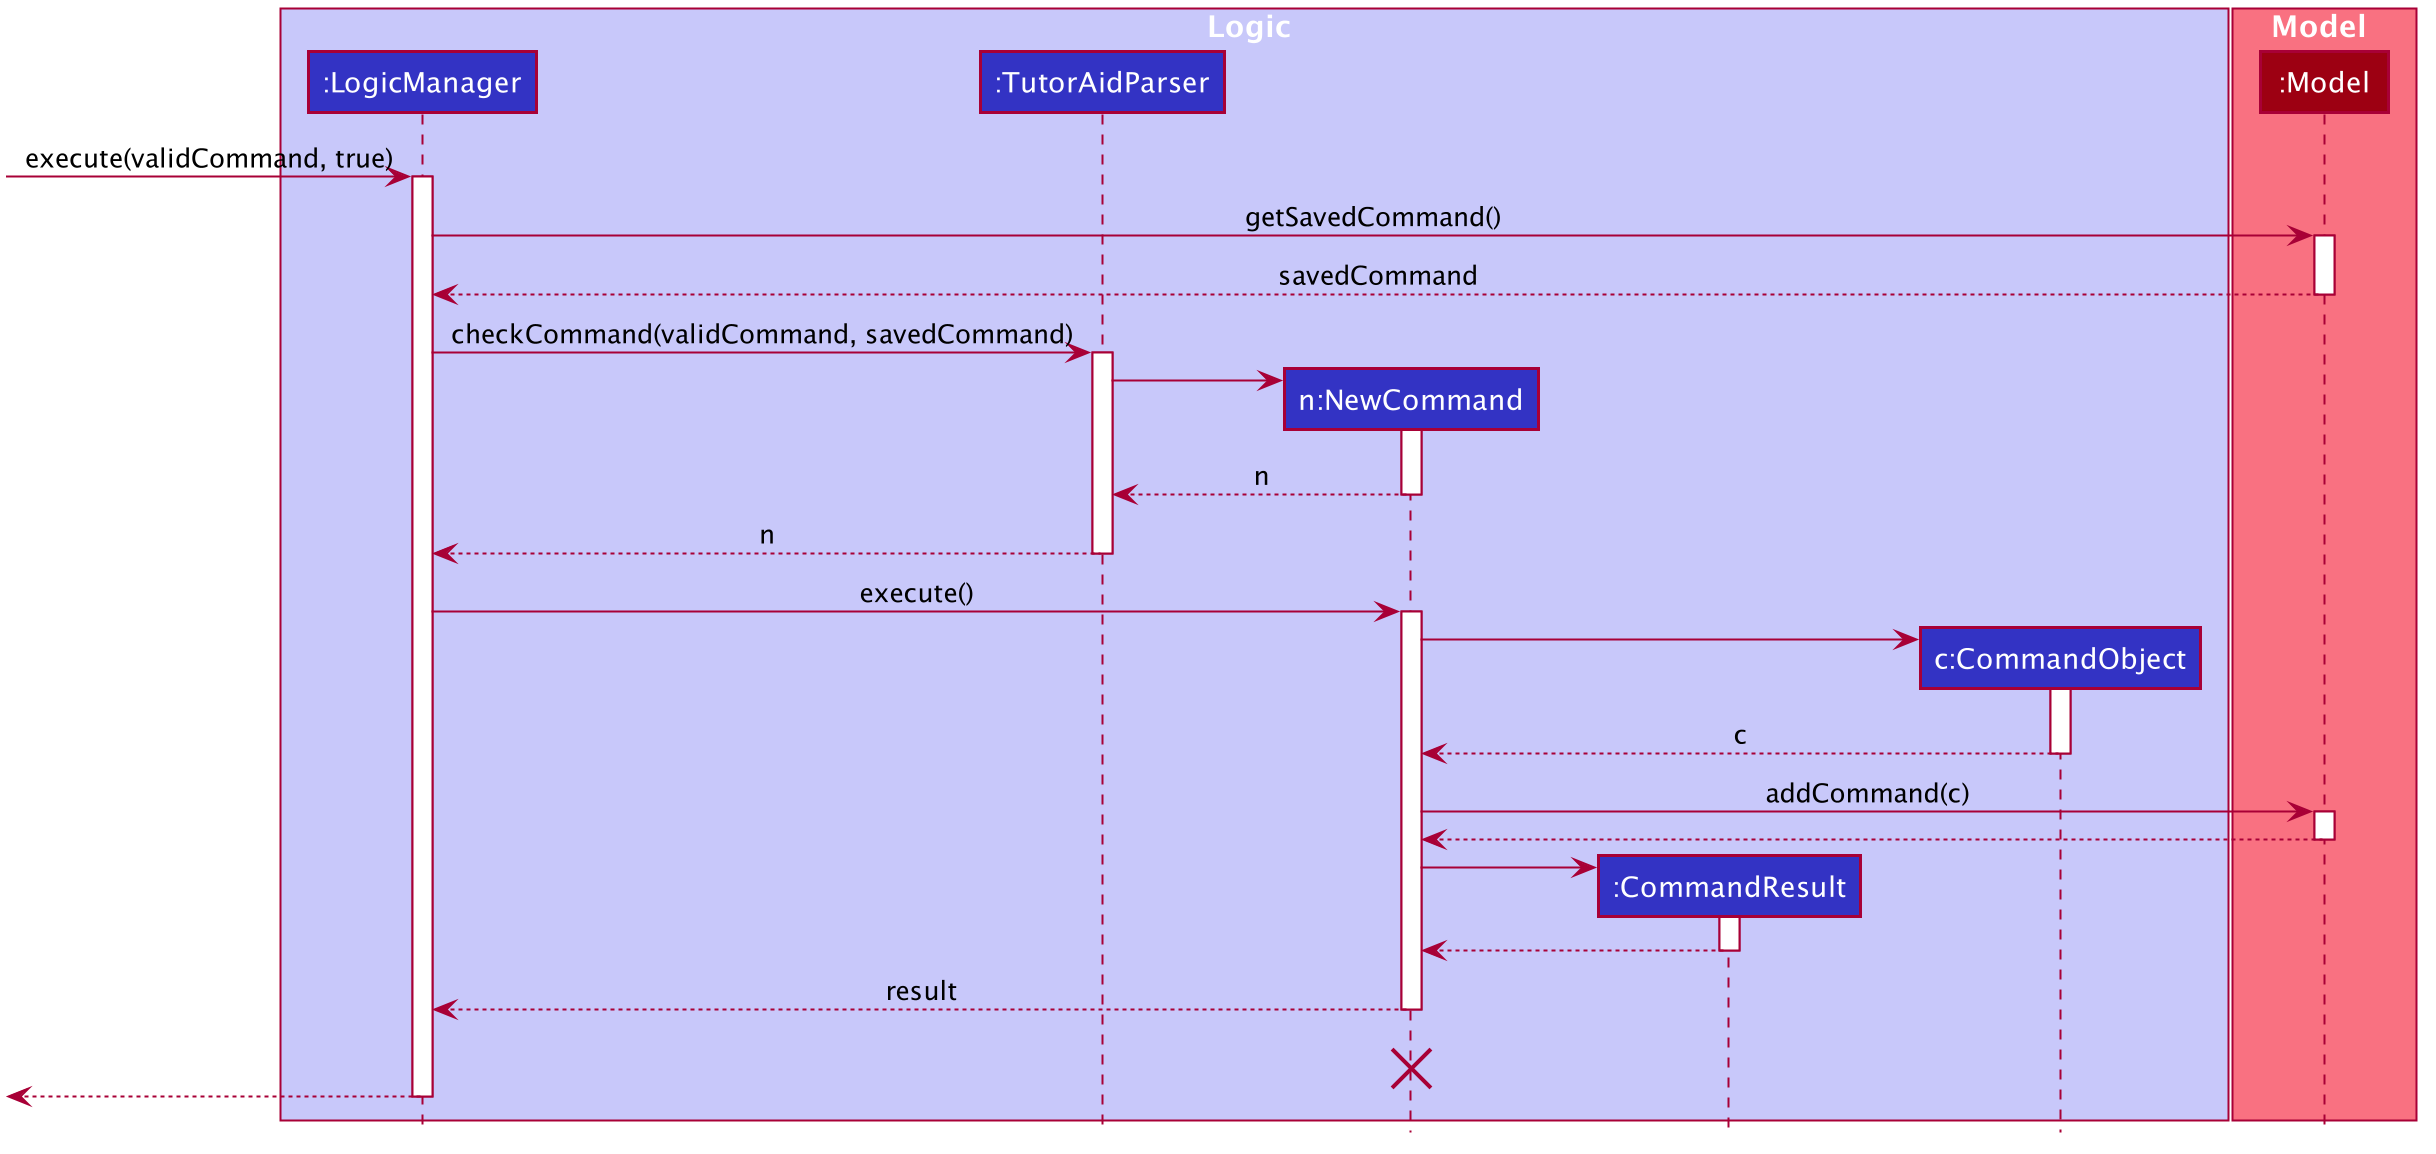 Logic
Model
:LogicManager
:TutorAidParser
:Model
execute(validCommand, true)
getSavedCommand()
savedCommand
checkCommand(validCommand, savedCommand)
n:NewCommand
n
n
execute()
c:CommandObject
c
addCommand(c)
:CommandResult
result